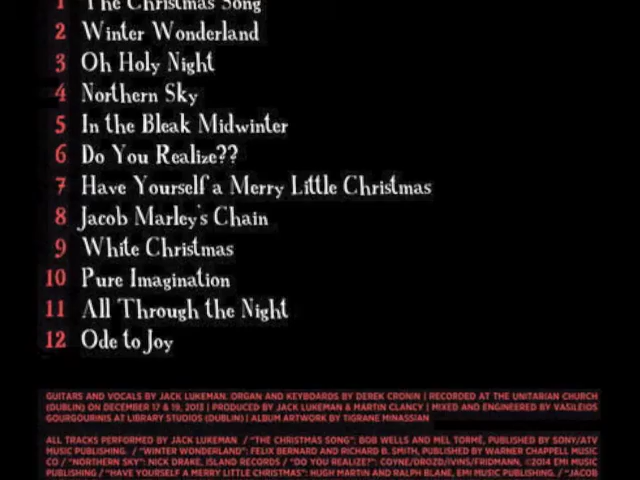 1 The Christmas Song
2 Winter Wonderland
3 Oh Holy Night
4 Northern Sky
5 In the Bleak Midwinter
6 Do You Realize??
7 Have Yourself a Merry Little Christmas
8 Jacob Marley's Chain
9 White Christmas
10 Pure Imagination
11 All Through the Night
12 Ode to Joy
GUITARS AND VOCALS BY JACK LUKEMAN. ORGAN AND KEYBOARDS BY DEREK CRONIN | RECORDED AT THE UNITARIAN CHURCH
(DUBLIN) ON DECEMBER 17 & 19, 2013 | PRODUCED BY JACK LUKEMAN & MARTIN CLANCY | MIXED AND ENGINEERED BY VASILEIOS
GOURGOURINIS AT LIBRARY STUDIOS (DUBLIN) | ALBUM ARTWORK BY TIGRANE MINASSIAN
ALL TRACKS PERFORMED BY JACK LUKEMAN / "THE CHRISTMAS SONG": BOB WELLS AND MEL TORMÉ, PUBLISHED BY SONY/ATV
MUSIC PUBLISHING. / "WINTER WONDERLAND": FELIX BERNARD AND RICHARD B. SMITH, PUBLISHED BY WARNER CHAPPELL MUSIC
CO / "NORTHERN SKY": NICK DRAKE, ISLAND RECORDS / "DO YOU REALIZE?": COYNE/DROZD/IVINS/FRIDMANN, ©2014 EMI MUSIC
PUBLISHING / "HAVE YOURSELF A MERRY LITTLE CHRISTMAS": HUGH MARTIN AND RALPH BLANE, EMI MUSIC PUBLISHING. / "JACOB